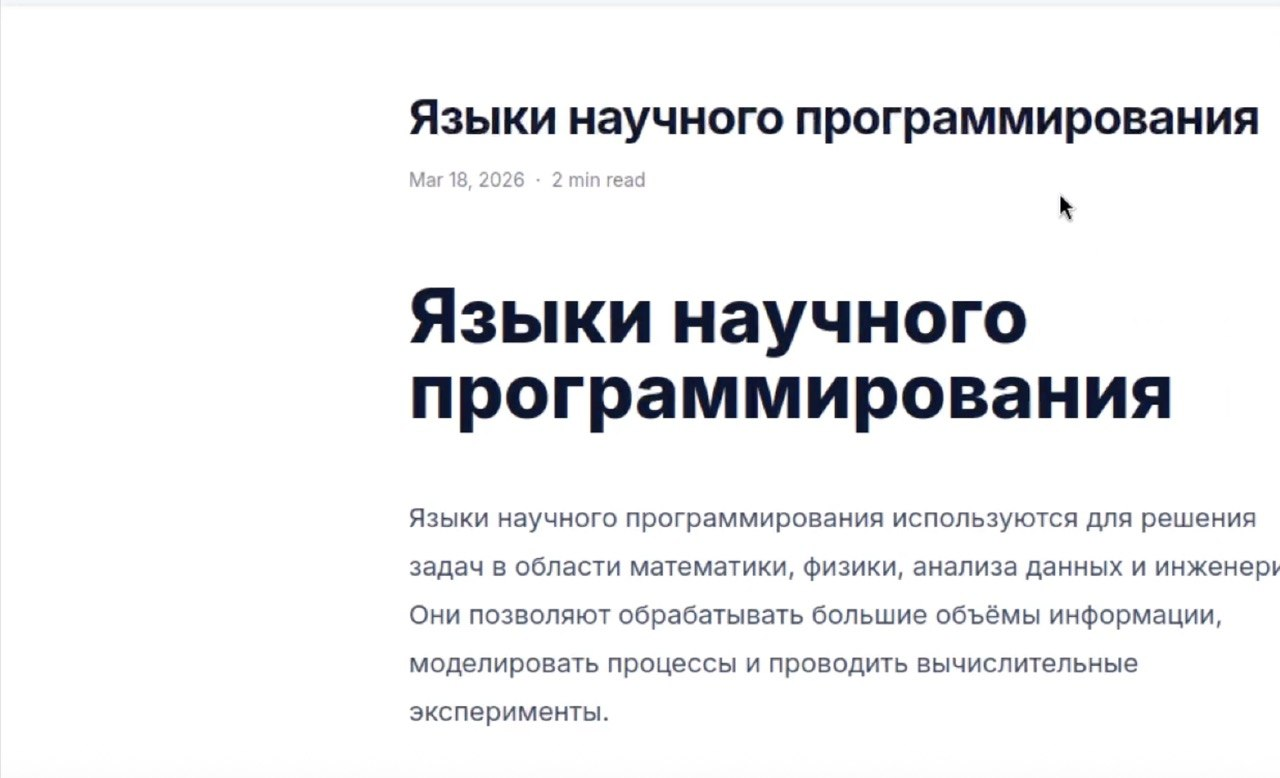 Языки научного программирования
Mar 18, 2026 · 2 min read
Языки научного
программирования
Языки научного программирования используются для решения
задач в области математики, физики, анализа данных и
Они позволяют обрабатывать большие объёмы информации,
моделировать процессы и проводить вычислительные
эксперименты.